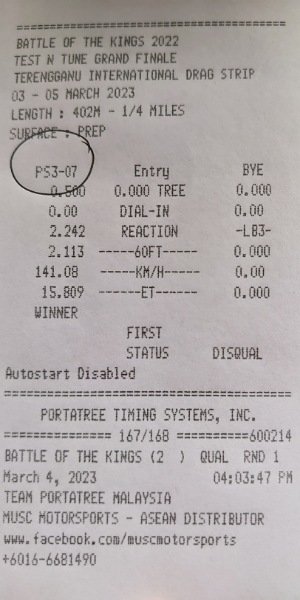 ========================================
BATTLE OF THE KINGS 2022
TEST N TUNE GRAND FINALE
TERENGGANU INTERNATIONAL DRAG STRIP
03 - 05 MARCH 2023
LENGTH : 402M - 1/4 MILES
SURFACE : PREP
PS3-07 Entry BYE
0.500 0.000 TREE 0.000
0.00 DIAL-IN 0.00
2.242 REACTION -LB3-
2.113 -----60FT----- 0.000
141.08 -----KM/H----- 0.00
15.809 ------ET------ 0.000
WINNER
FIRST
STATUS DISQUAL
Autostart Disabled
========================================
PORTATREE TIMING SYSTEMS, INC.
=============== 167/168 ==========600214
BATTLE OF THE KINGS (2 ) QUAL RND 1
March 4, 2023 04:03:47 PM
TEAM PORTATREE MALAYSIA
MUSC MOTORSPORTS - ASEAN DISTRIBUTOR
www.facebook.com/muscmotorsports
+6016-6681490